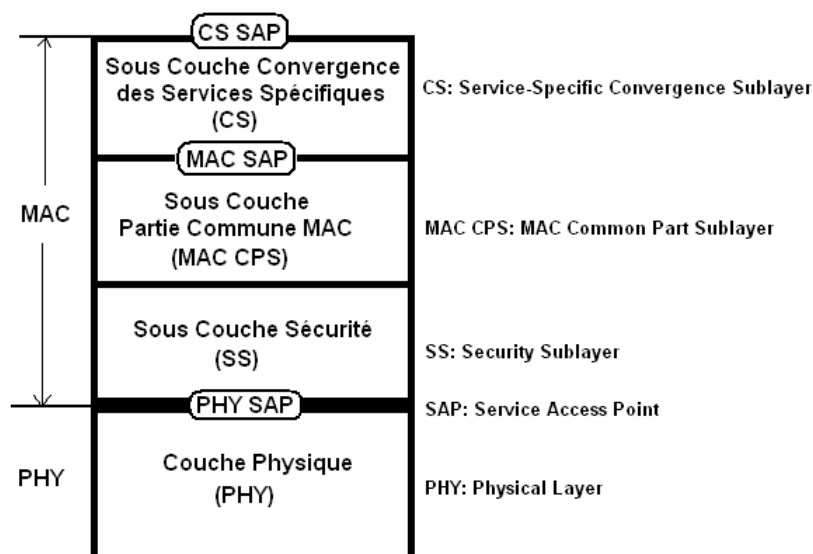 CS SAP
Sous Couche Convergence
des Services Spécifiques
(CS)
CS: Service-Specific Convergence Sublayer
MAC SAP
MAC
Sous Couche
Partie Commune MAC
(MAC CPS)
MAC CPS: MAC Common Part Sublayer
Sous Couche Sécurité
(SS)
SS: Security Sublayer
PHY SAP
SAP: Service Access Point
PHY
Couche Physique
(PHY)
PHY: Physical Layer